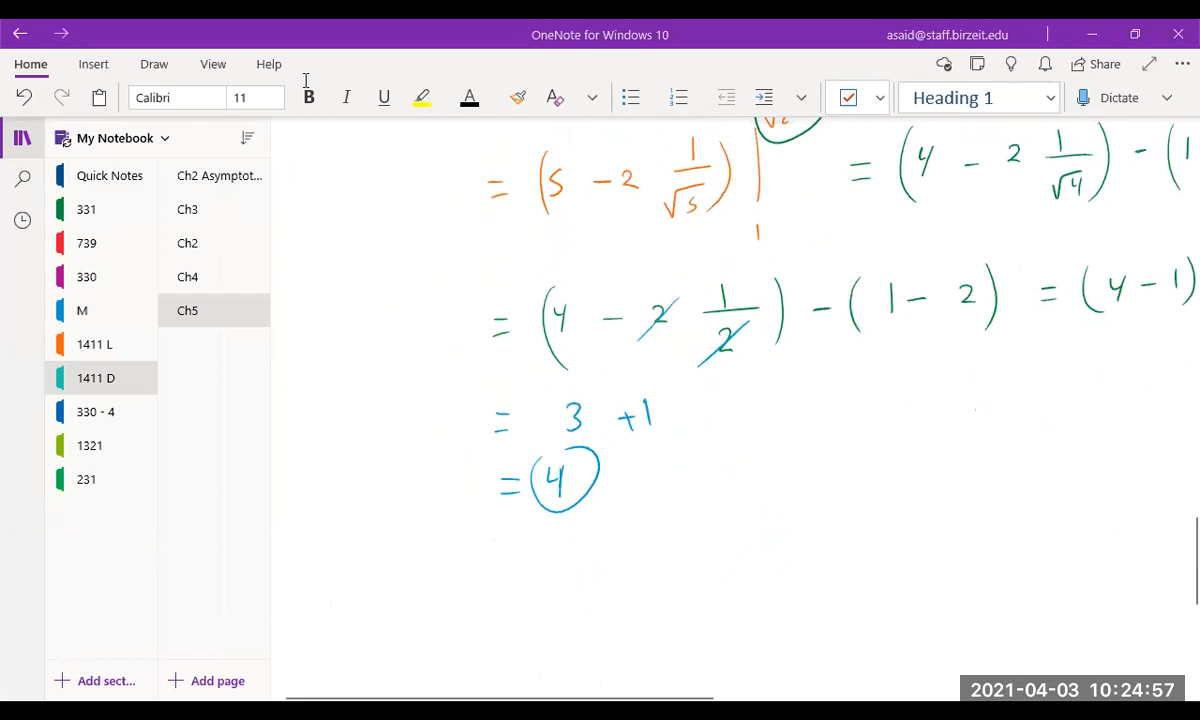 OneNote for Windows 10
asaid@staff.birzeit.edu
Home Insert Draw View Help
Share
Calibri 11 B I U A Heading 1 Dictate
My Notebook
Quick Notes
331
739
330
M
1411 L
1411 D
330 - 4
1321
231
Ch2 Asymptot...
Ch3
Ch2
Ch4
Ch5
= (s - 2 1/√s) | 1
= (4 - 2 1/√4) - (1
= (4 - 2 1/2) - (1 - 2) = (4 - 1)
= 3 + 1
= 4
+ Add sect...
+ Add page
2021-04-03 10:24:57